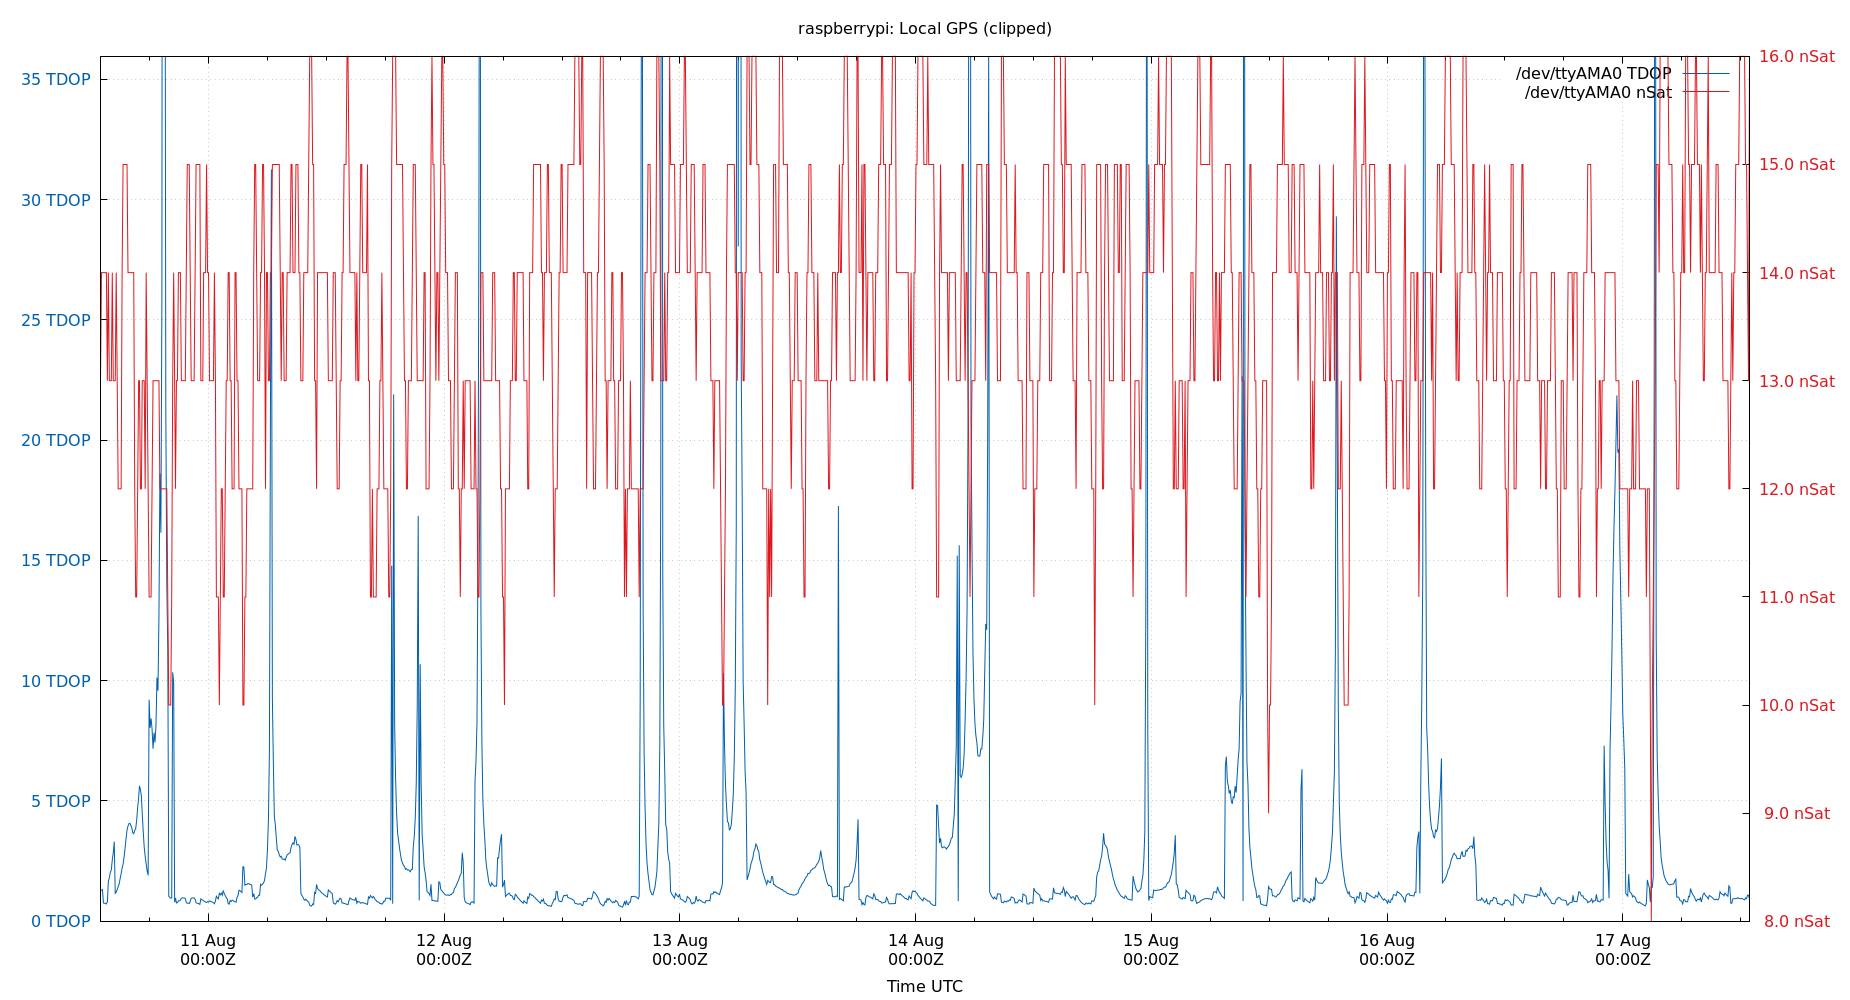 raspberrypi: Local GPS (clipped)
/dev/ttyAMA0 TDOP
/dev/ttyAMA0 nSat
35 TDOP
30 TDOP
25 TDOP
20 TDOP
15 TDOP
10 TDOP
5 TDOP
0 TDOP
16.0 nSat
15.0 nSat
14.0 nSat
13.0 nSat
12.0 nSat
11.0 nSat
10.0 nSat
9.0 nSat
8.0 nSat
11 Aug
00:00Z
12 Aug
00:00Z
13 Aug
00:00Z
14 Aug
00:00Z
15 Aug
00:00Z
16 Aug
00:00Z
17 Aug
00:00Z
Time UTC